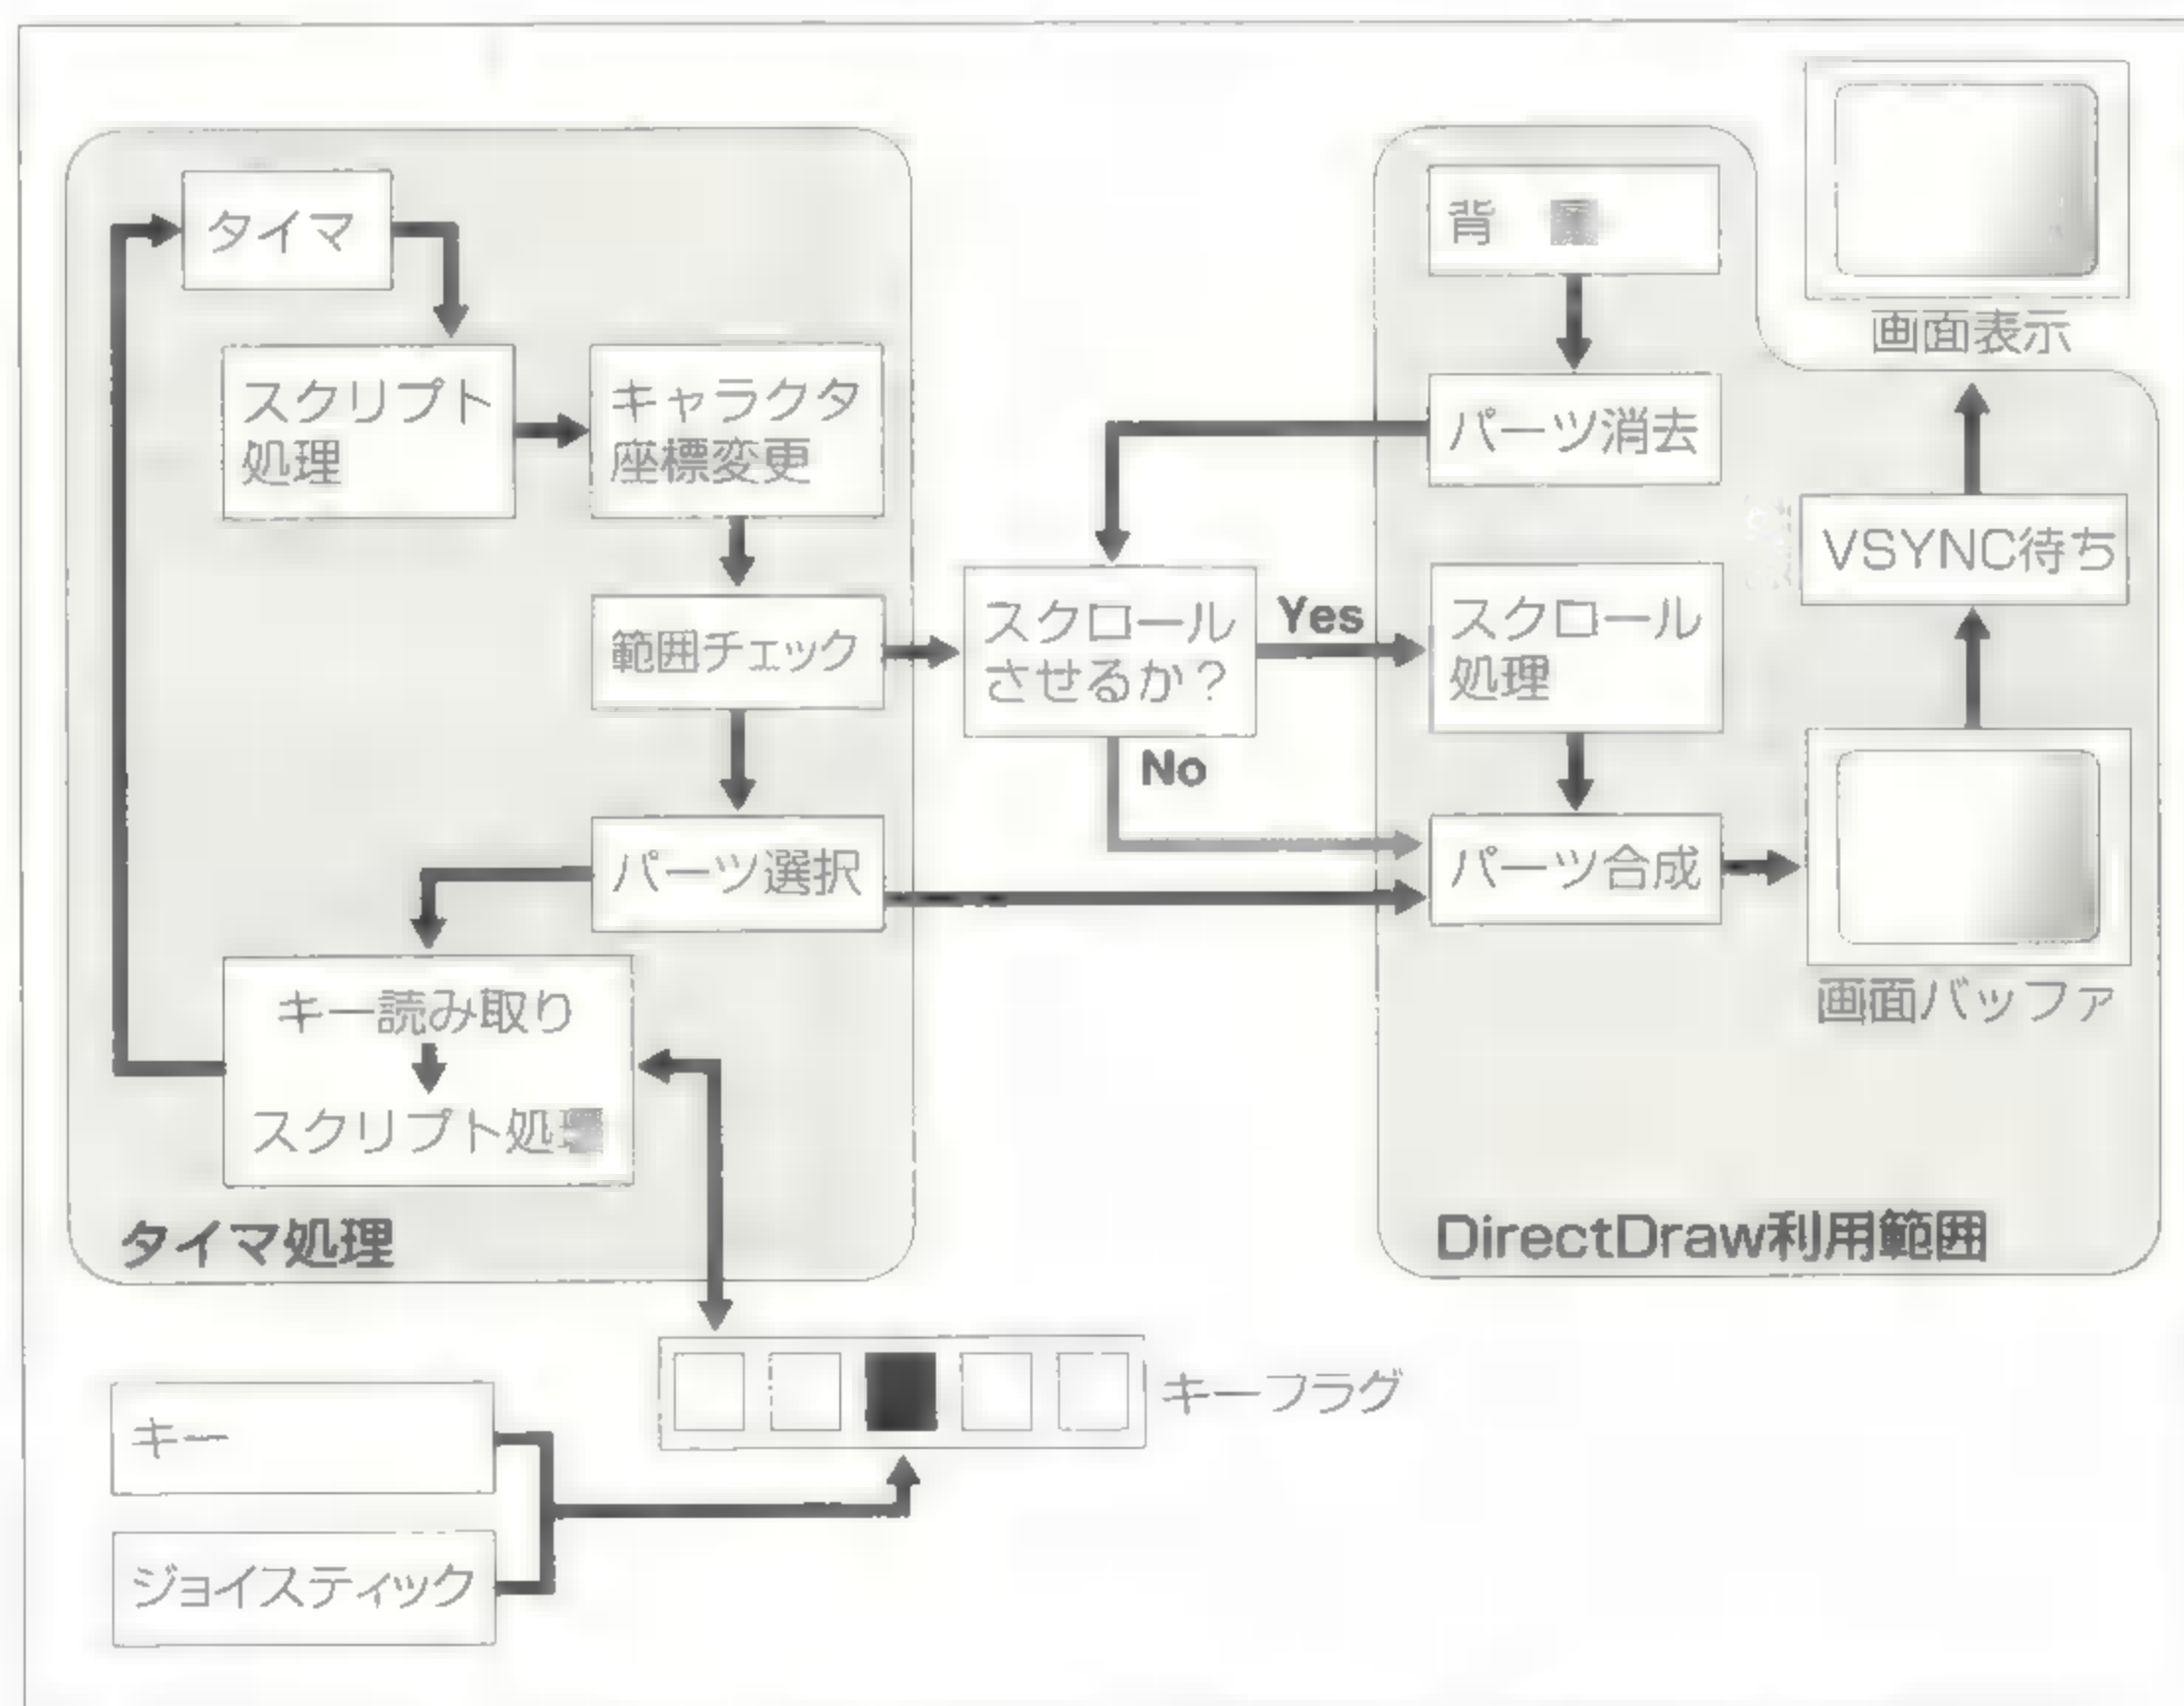 タイマ
スクリプト
処理
キャラクタ
座標変更
範囲チェック
パーツ選択
キー読み取り
スクリプト処理
タイマ処理
スクロール
させるか？
Yes
No
背
パーツ消去
スクロール
処理
パーツ合成
画面表示
VSYNC待ち
画面バッファ
DirectDraw利用範囲
キーフラグ
キー
ジョイスティック